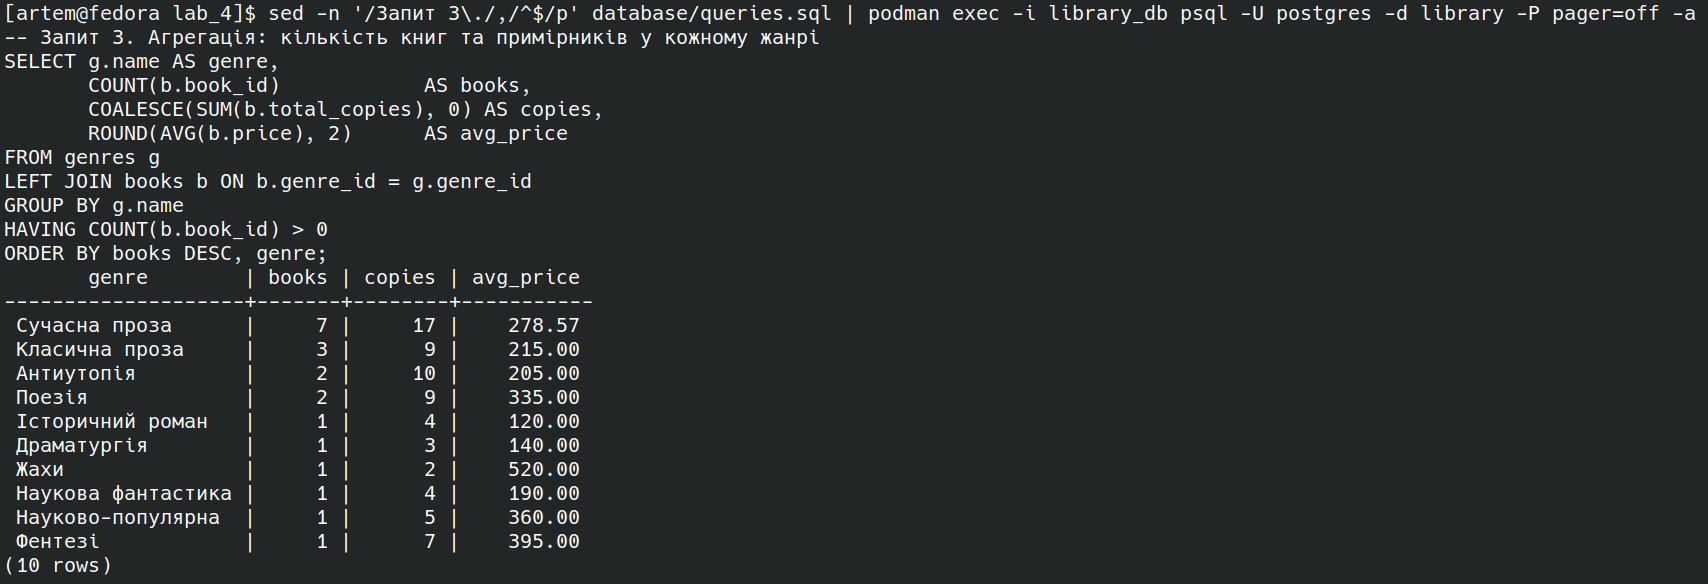 [artem@fedora lab_4]$ sed -n '/Запит 3\./,/^$/p' database/queries.sql | podman exec -i library_db psql -U postgres -d library -P pager=off -a
-- Запит 3. Агрегація: кількість книг та примірників у кожному жанрі
SELECT g.name AS genre,
       COUNT(b.book_id)            AS books,
       COALESCE(SUM(b.total_copies), 0) AS copies,
       ROUND(AVG(b.price), 2)      AS avg_price
FROM genres g
LEFT JOIN books b ON b.genre_id = g.genre_id
GROUP BY g.name
HAVING COUNT(b.book_id) > 0
ORDER BY books DESC, genre;
       genre        | books | copies | avg_price
--------------------+-------+--------+-----------
 Сучасна проза      |     7 |     17 |    278.57
 Класична проза     |     3 |      9 |    215.00
 Антиутопія         |     2 |     10 |    205.00
 Поезія             |     2 |      9 |    335.00
 Історичний роман   |     1 |      4 |    120.00
 Драматургія        |     1 |      3 |    140.00
 Жахи               |     1 |      2 |    520.00
 Наукова фантастика |     1 |      4 |    190.00
 Науково-популярна  |     1 |      5 |    360.00
 Фентезі            |     1 |      7 |    395.00
(10 rows)